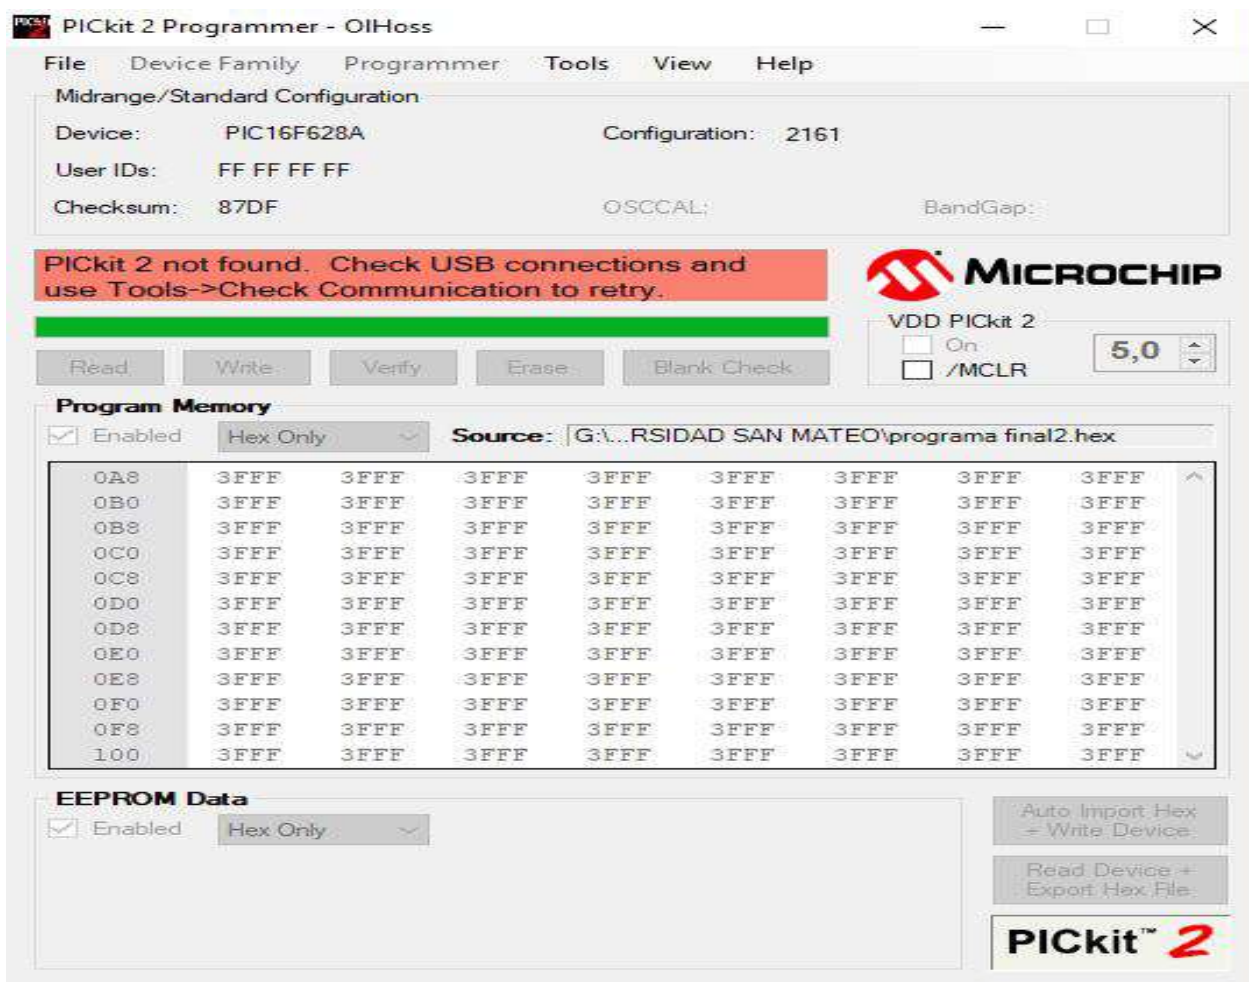 PICkit 2 Programmer - OlHoss
File Device Family Programmer Tools View Help
Midrange/Standard Configuration
Device: PIC16F628A Configuration: 2161
User IDs: FF FF FF FF
Checksum: 87DF OSCCAL: BandGap:
PICkit 2 not found. Check USB connections and
use Tools->Check Communication to retry.
MICROCHIP
VDD PICkit 2
On
/MCLR
5,0
Read Write Verify Erase Blank Check
Program Memory
Enabled Hex Only Source: G:\...RSIDAD SAN MATEO\programa final2.hex
0A8 3FFF 3FFF 3FFF 3FFF 3FFF 3FFF 3FFF 3FFF
0B0 3FFF 3FFF 3FFF 3FFF 3FFF 3FFF 3FFF 3FFF
0B8 3FFF 3FFF 3FFF 3FFF 3FFF 3FFF 3FFF 3FFF
0C0 3FFF 3FFF 3FFF 3FFF 3FFF 3FFF 3FFF 3FFF
0C8 3FFF 3FFF 3FFF 3FFF 3FFF 3FFF 3FFF 3FFF
0D0 3FFF 3FFF 3FFF 3FFF 3FFF 3FFF 3FFF 3FFF
0D8 3FFF 3FFF 3FFF 3FFF 3FFF 3FFF 3FFF 3FFF
0E0 3FFF 3FFF 3FFF 3FFF 3FFF 3FFF 3FFF 3FFF
0E8 3FFF 3FFF 3FFF 3FFF 3FFF 3FFF 3FFF 3FFF
0F0 3FFF 3FFF 3FFF 3FFF 3FFF 3FFF 3FFF 3FFF
0F8 3FFF 3FFF 3FFF 3FFF 3FFF 3FFF 3FFF 3FFF
100 3FFF 3FFF 3FFF 3FFF 3FFF 3FFF 3FFF 3FFF
EEPROM Data
Enabled Hex Only
Auto Import Hex
+ Write Device
Read Device +
Export Hex File
PICkit™ 2